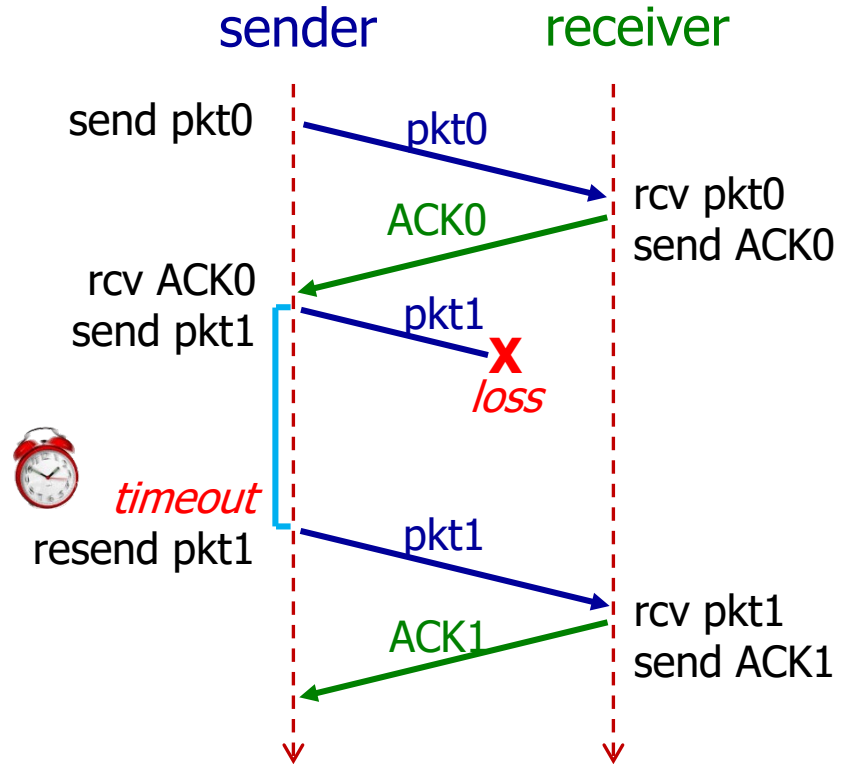 sender
receiver
send pkt0
pkt0
rcv pkt0
send ACK0
ACK0
rcv ACK0
send pkt1
pkt1
X
loss
timeout
resend pkt1
pkt1
rcv pkt1
send ACK1
ACK1